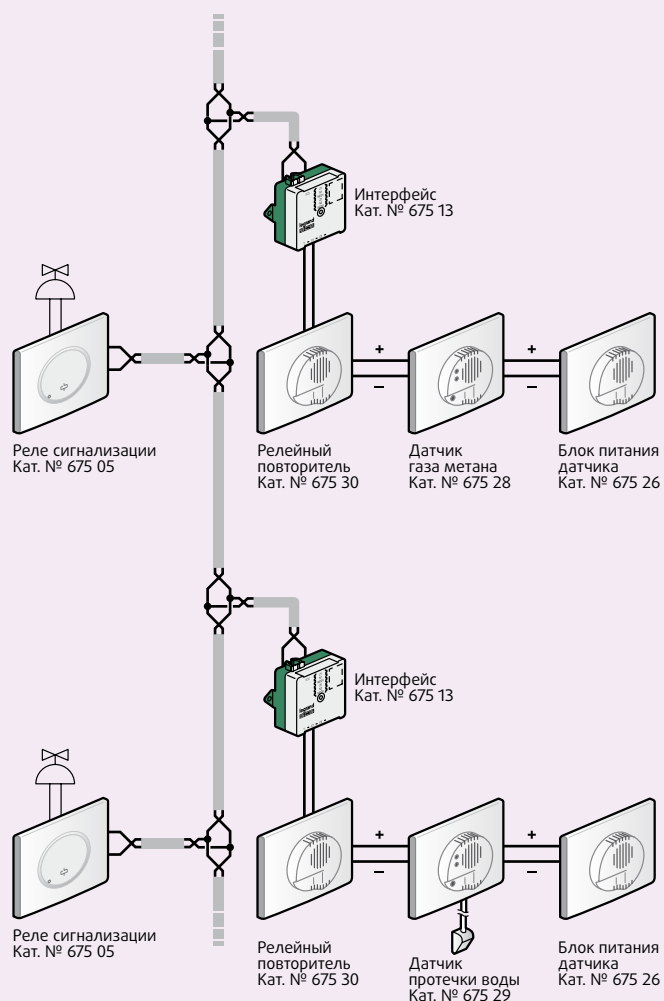 Интерфейс
Кат. № 675 13
+
+
–
–
Реле сигнализации
Кат. № 675 05
Релейный
повторитель
Кат. № 675 30
Датчик
газа метана
Кат. № 675 28
Блок питания
датчика
Кат. № 675 26
Интерфейс
Кат. № 675 13
+
+
–
–
Реле сигнализации
Кат. № 675 05
Релейный
повторитель
Кат. № 675 30
Датчик
протечки воды
Кат. № 675 29
Блок питания
датчика
Кат. № 675 26